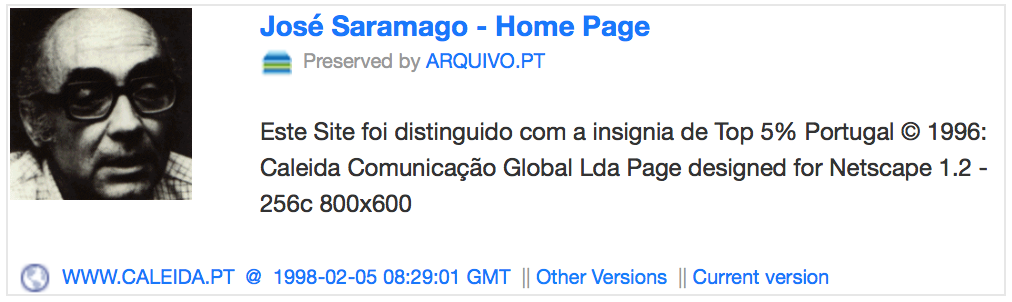 José Saramago - Home Page
Preserved by ARQUIVO.PT
Este Site foi distinguido com a insignia de Top 5% Portugal © 1996:
Caleida Comunicação Global Lda Page designed for Netscape 1.2 -
256c 800x600
WWW.CALEIDA.PT @ 1998-02-05 08:29:01 GMT || Other Versions || Current version